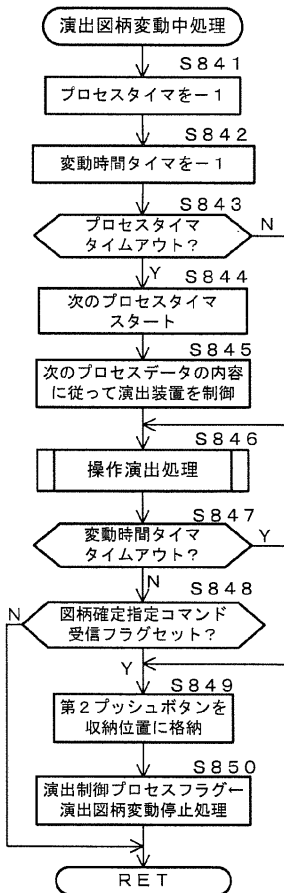 演出図柄変動中処理
S841
プロセスタイマを－1
S842
変動時間タイマを－1
S843
プロセスタイマ
タイムアウト？
N
Y
S844
次のプロセスタイマ
スタート
S845
次のプロセスデータの内容
に従って演出装置を制御
S846
操作演出処理
S847
変動時間タイマ
タイムアウト？
Y
N
S848
N
図柄確定指定コマンド
受信フラグセット？
Y
S849
第2プッシュボタンを
収納位置に格納
S850
演出制御プロセスフラグ←
演出図柄変動停止処理
RET